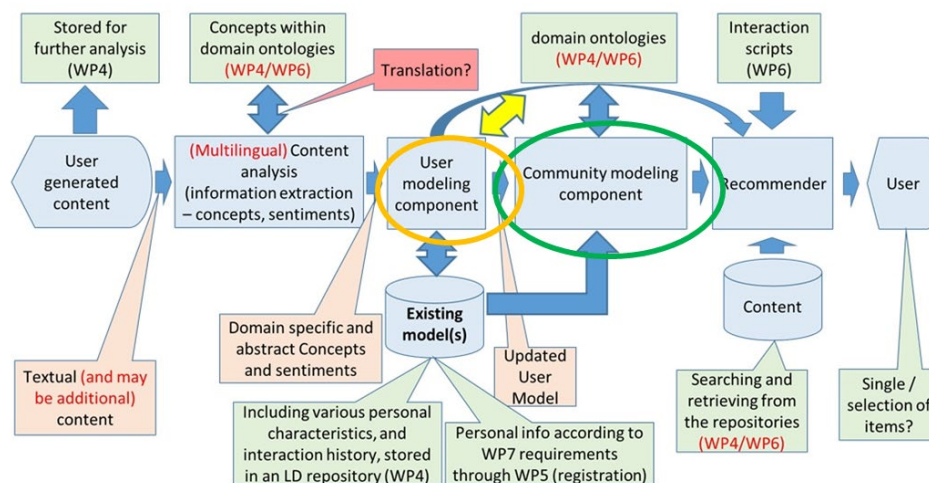 Stored for
further analysis
(WP4)
Concepts within
domain ontologies
(WP4/WP6)
Translation?
domain ontologies
(WP4/WP6)
Interaction
scripts
(WP6)
User
generated
content
(Multilingual) Content
analysis
(information extraction
– concepts, sentiments)
User
modeling
component
Community modeling
component
Recommender
User
Existing
model(s)
Content
Textual (and may
be additional)
content
Domain specific and
abstract Concepts
and sentiments
Updated
User
Model
Including various personal
characteristics, and
interaction history, stored
in an LD repository (WP4)
Personal info according to
WP7 requirements
through WP5 (registration)
Searching and
retrieving from
the repositories
(WP4/WP6)
Single /
selection of
items?